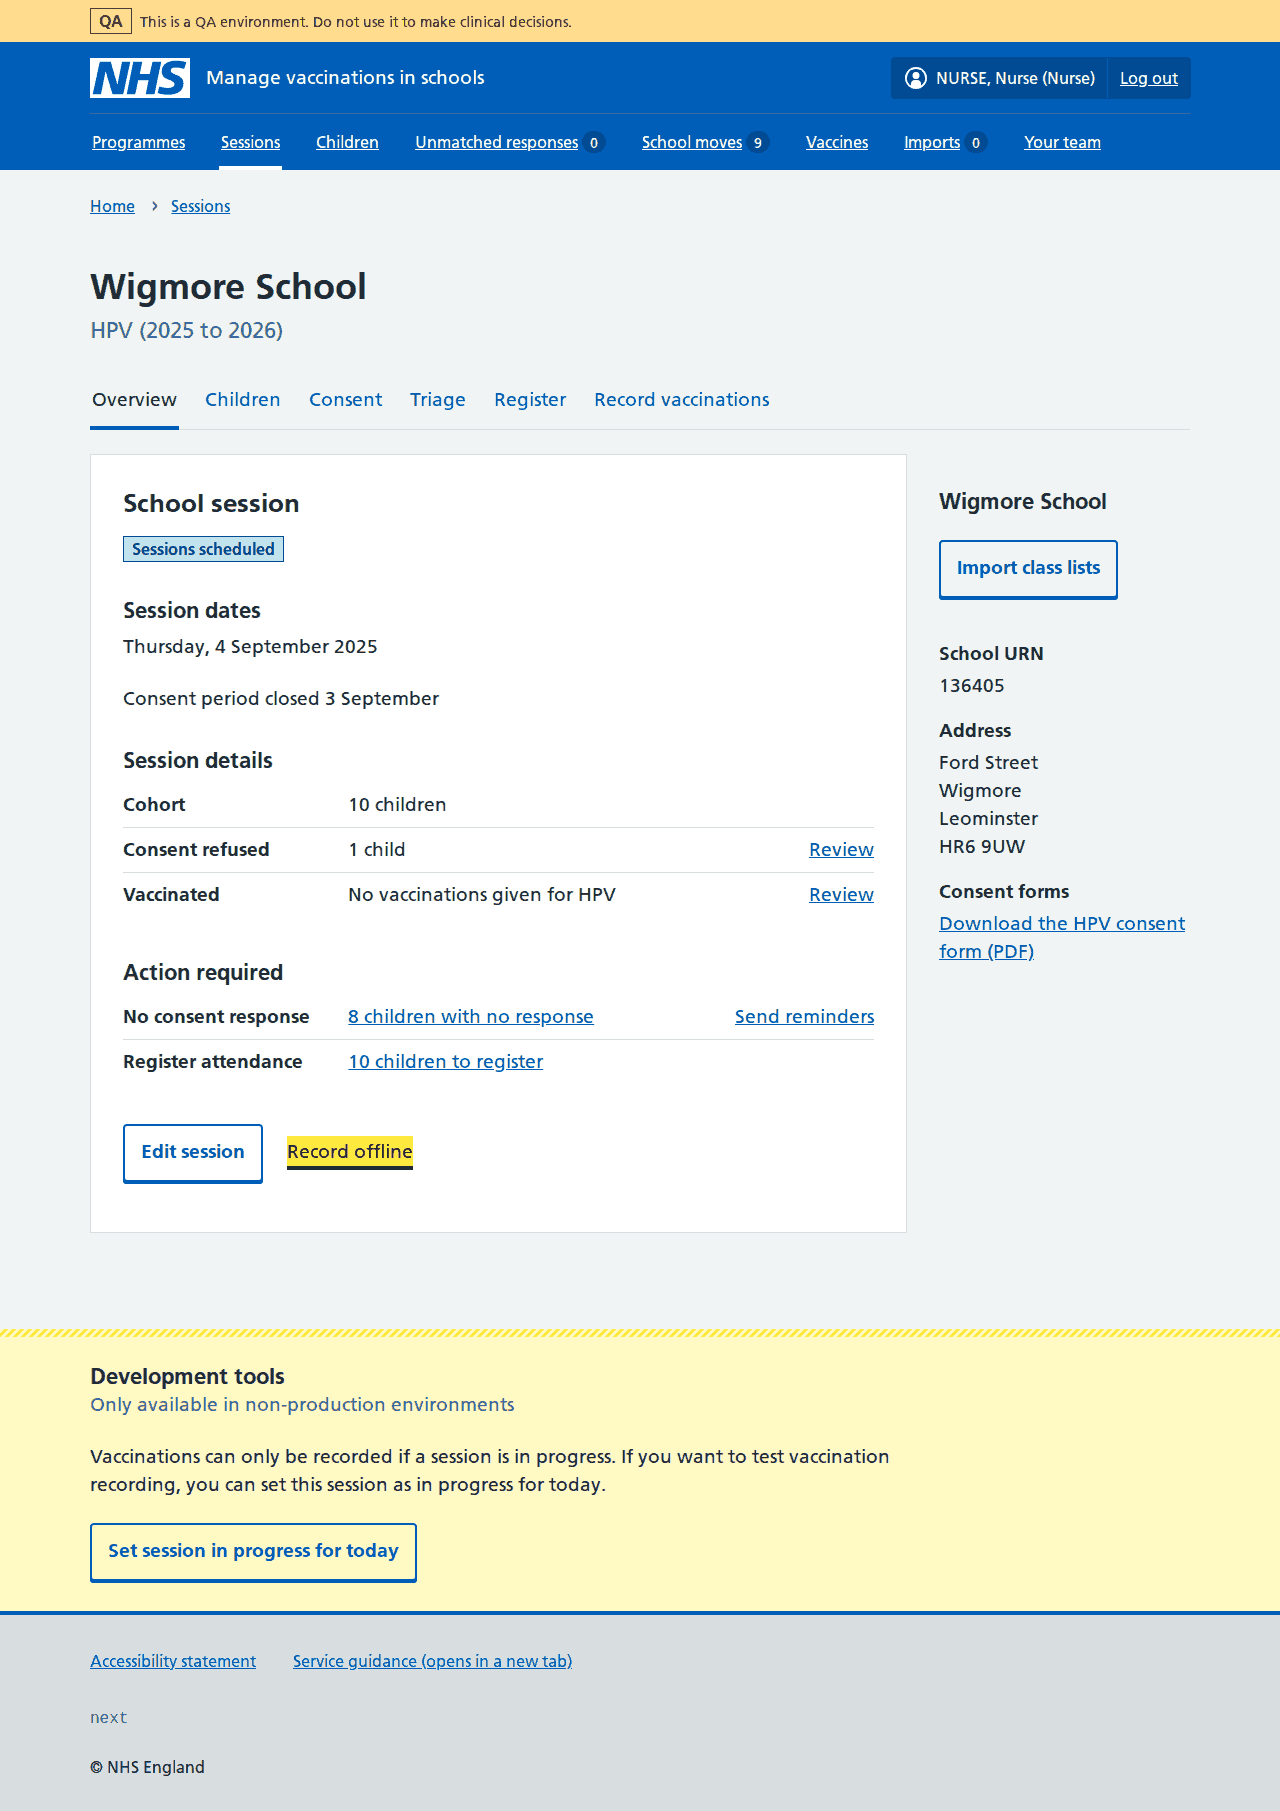 QA This is a QA environment. Do not use it to make clinical decisions.
NHS Manage vaccinations in schools NURSE, Nurse (Nurse) Log out
Programmes Sessions Children Unmatched responses 0 School moves 9 Vaccines Imports 0 Your team
Home › Sessions
Wigmore School
HPV (2025 to 2026)
Overview Children Consent Triage Register Record vaccinations
School session
Sessions scheduled
Session dates
Thursday, 4 September 2025
Consent period closed 3 September
Session details
Cohort 10 children
Consent refused 1 child Review
Vaccinated No vaccinations given for HPV Review
Action required
No consent response 8 children with no response Send reminders
Register attendance 10 children to register
Edit session Record offline
Wigmore School
Import class lists
School URN
136405
Address
Ford Street
Wigmore
Leominster
HR6 9UW
Consent forms
Download the HPV consent
form (PDF)
Development tools
Only available in non-production environments
Vaccinations can only be recorded if a session is in progress. If you want to test vaccination
recording, you can set this session as in progress for today.
Set session in progress for today
Accessibility statement Service guidance (opens in a new tab)
next
© NHS England